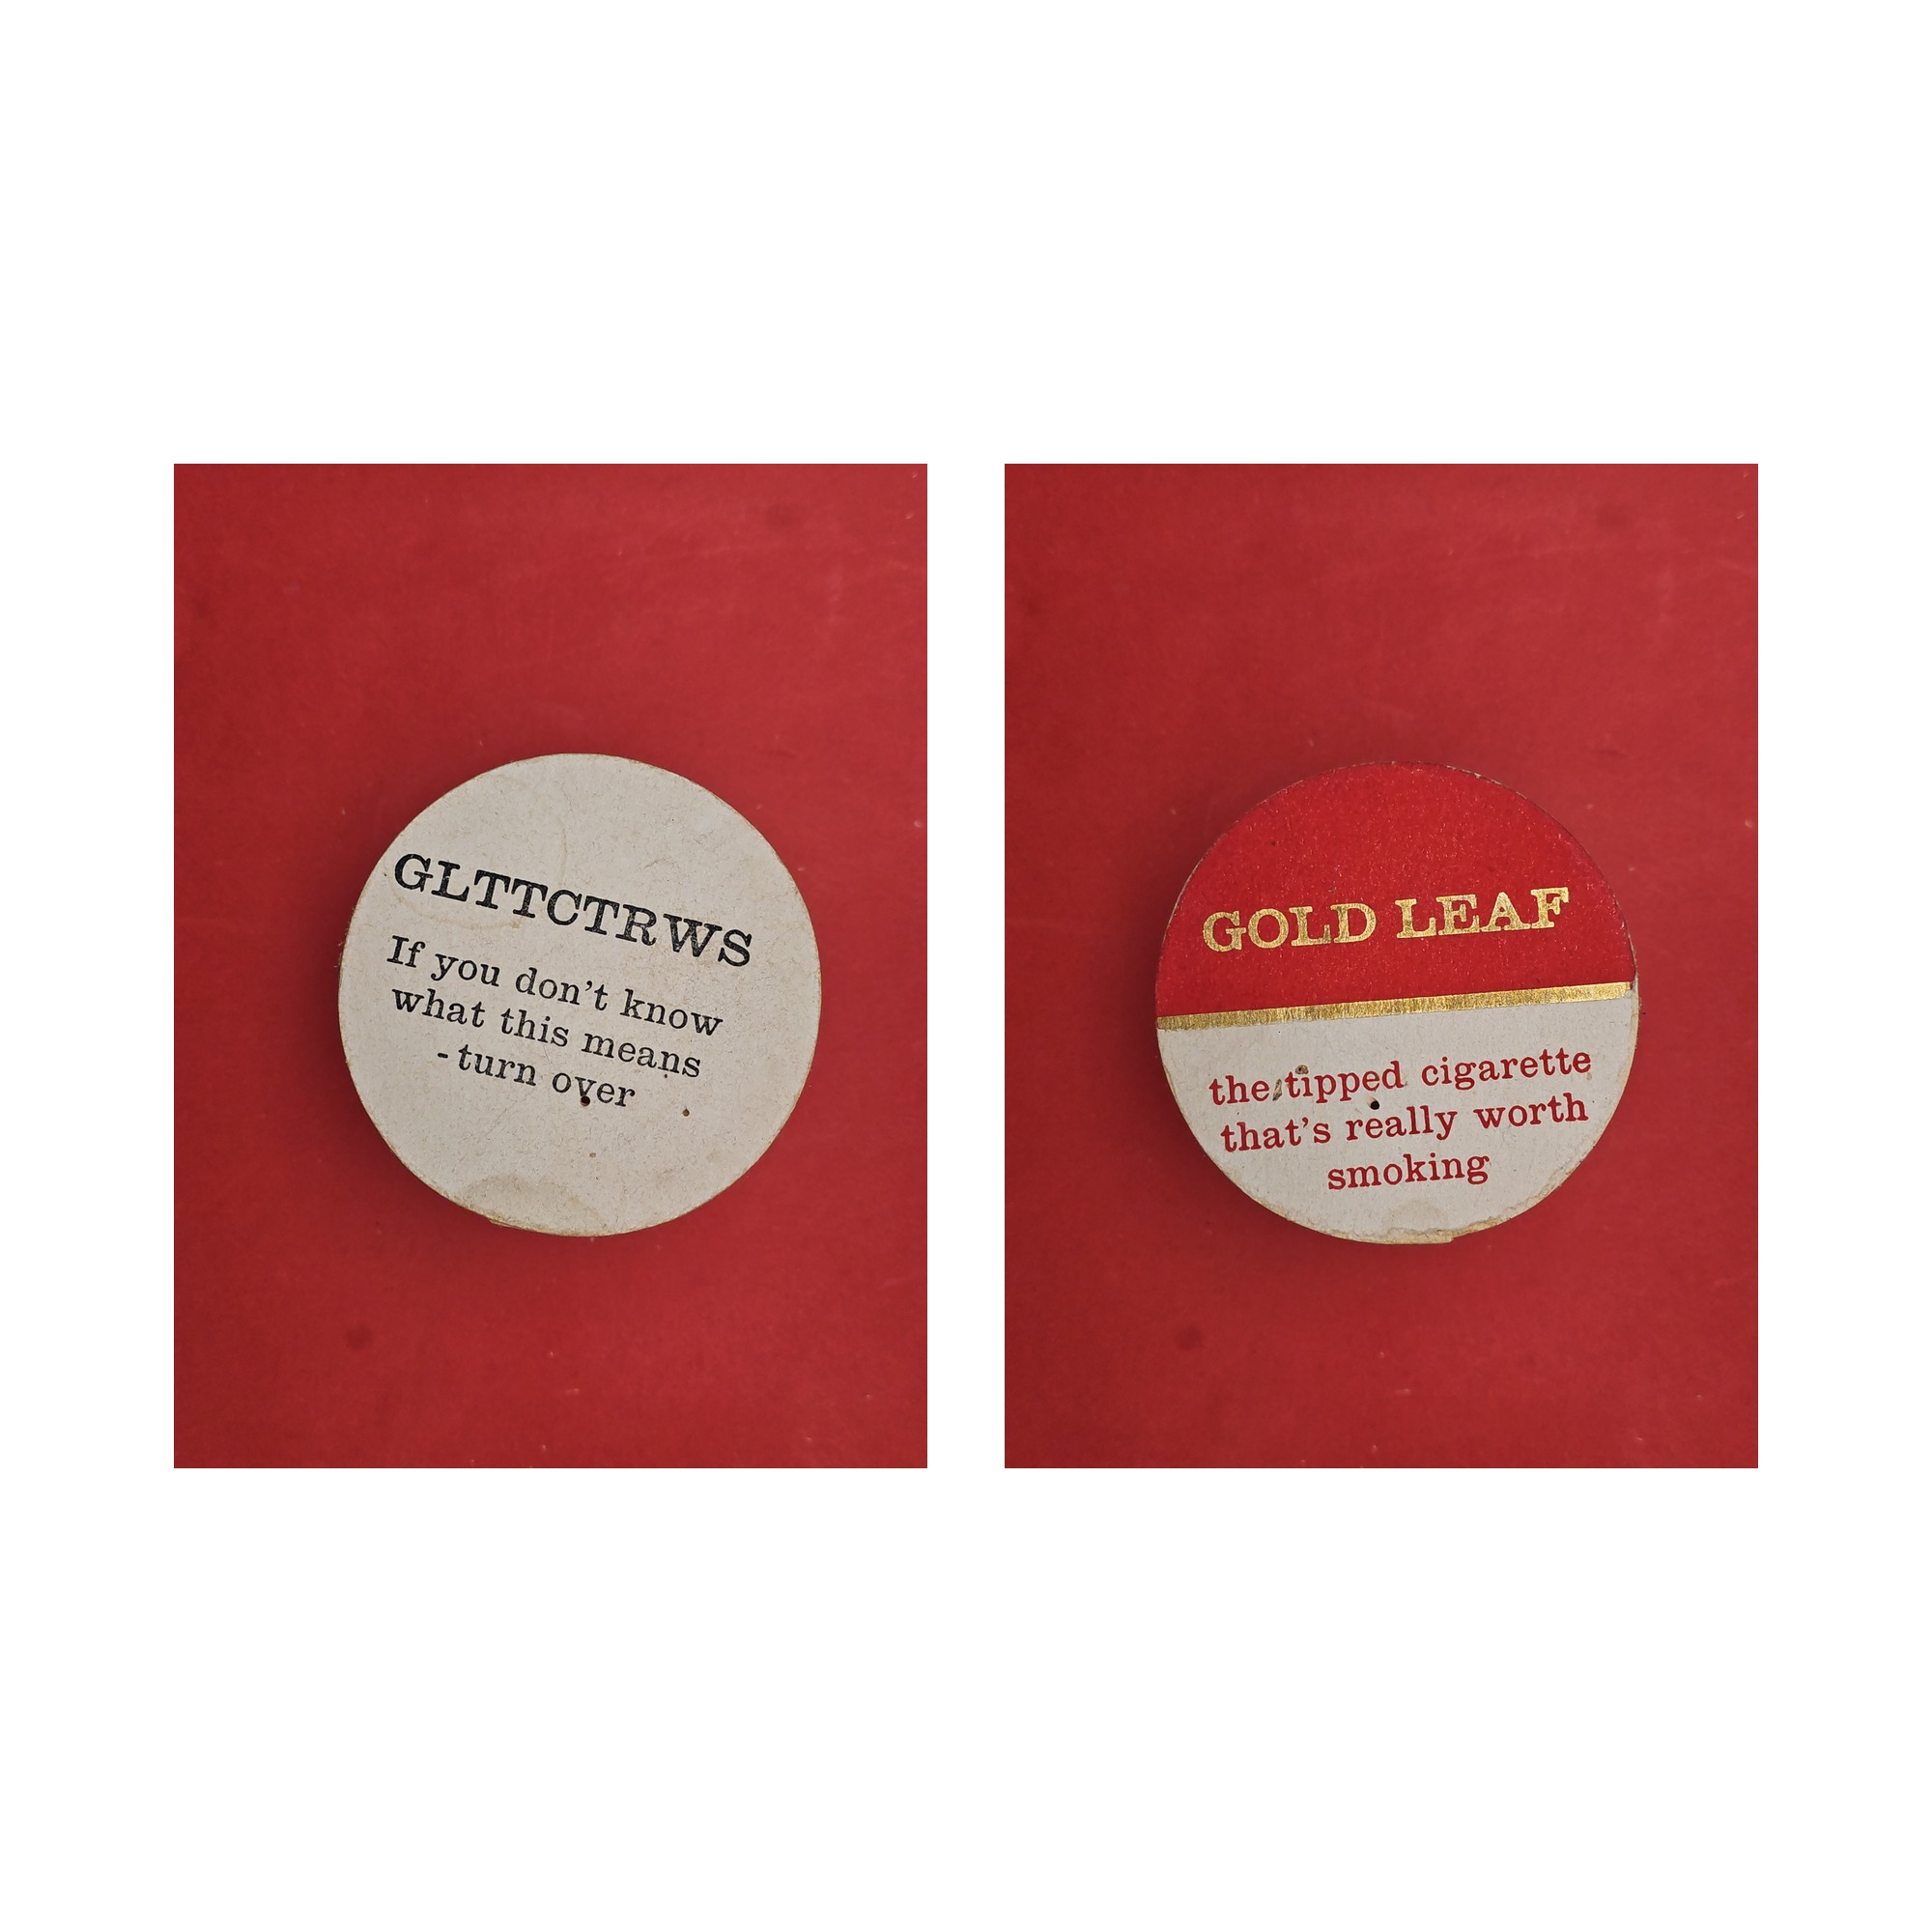 GLTTCTRWS
If you don't know
what this means
- turn over
GOLD LEAF
the tipped cigarette
that's really worth
smoking